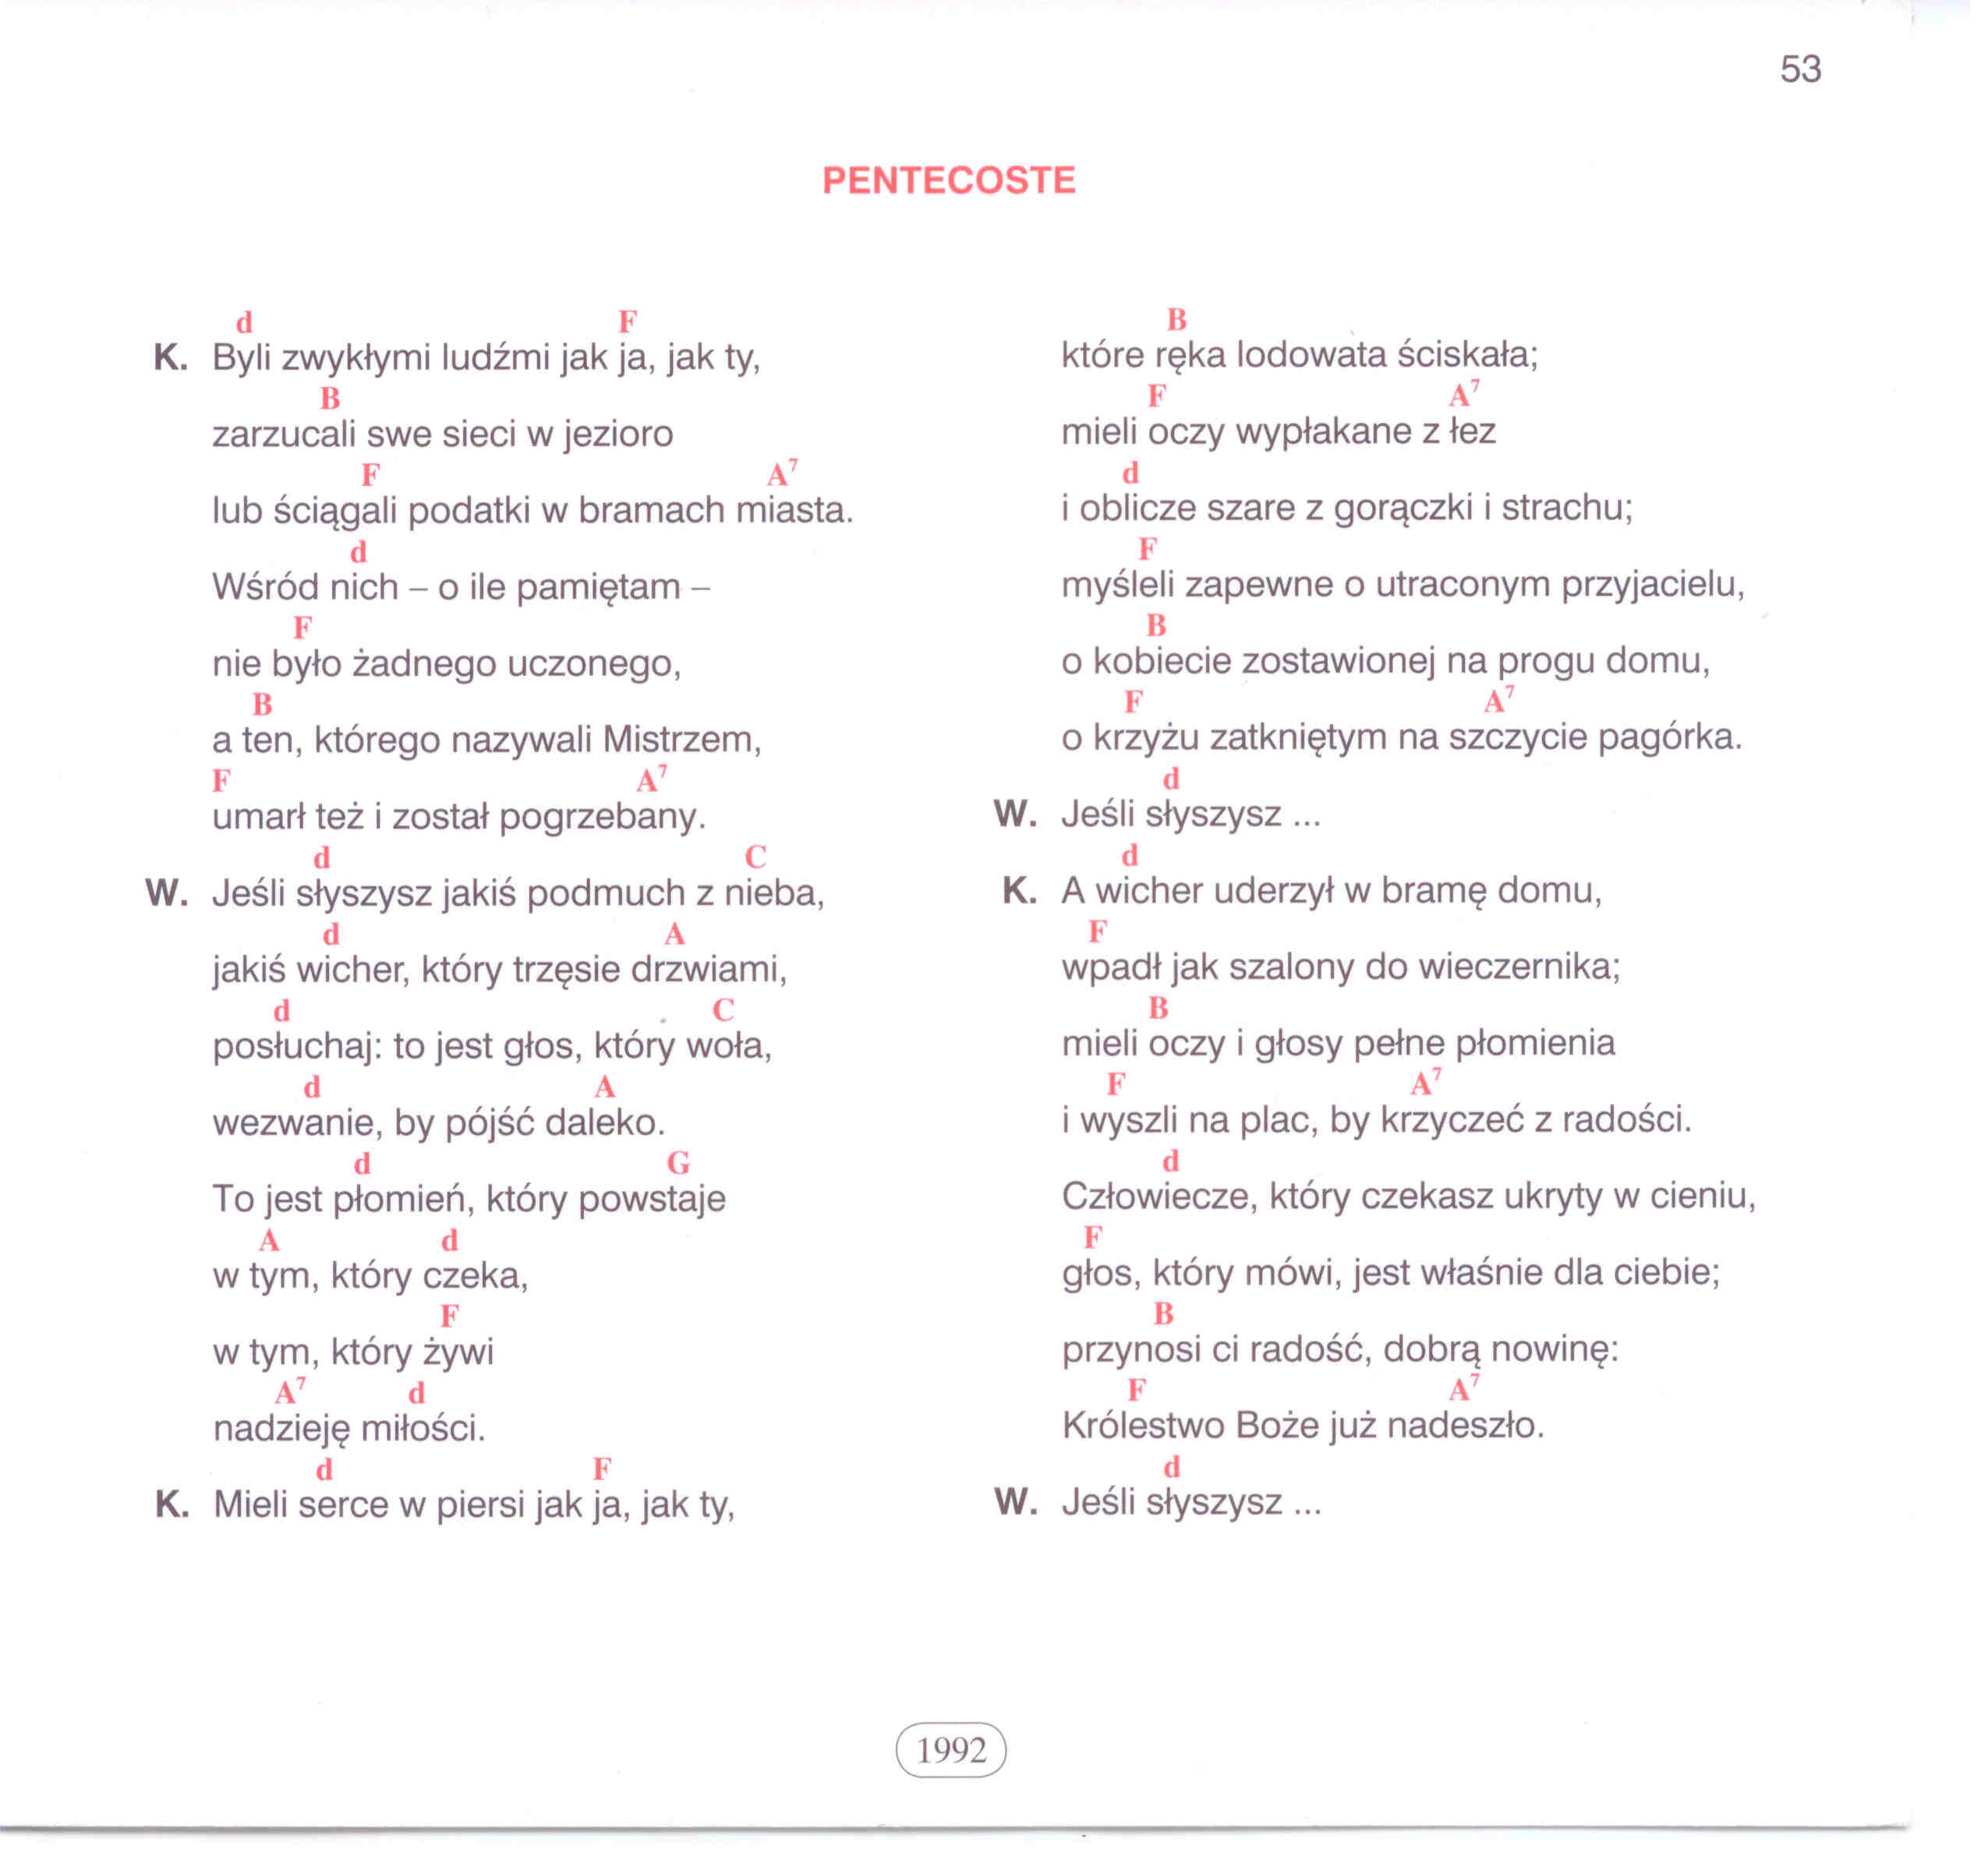 53
PENTECOSTE
d F
K. Byli zwykłymi ludźmi jak ja, jak ty,
B
zarzucali swe sieci w jezioro
F A7
lub ściągali podatki w bramach miasta.
d
Wśród nich – o ile pamiętam –
F
nie było żadnego uczonego,
B
a ten, którego nazywali Mistrzem,
F A7
umarł też i został pogrzebany.
d C
W. Jeśli słyszysz jakiś podmuch z nieba,
d A
jakiś wicher, który trzęsie drzwiami,
d C
posłuchaj: to jest głos, który woła,
d A
wezwanie, by pójść daleko.
d G
To jest płomień, który powstaje
A d
w tym, który czeka,
F
w tym, który żywi
A7 d
nadzieję miłości.
d F
K. Mieli serce w piersi jak ja, jak ty,
B
które ręka lodowata ściskała;
F A7
mieli oczy wypłakane z łez
d
i oblicze szare z gorączki i strachu;
F
myśleli zapewne o utraconym przyjacielu,
B
o kobiecie zostawionej na progu domu,
F A7
o krzyżu zatkniętym na szczycie pagórka.
d
W. Jeśli słyszysz ...
d
K. A wicher uderzył w bramę domu,
F
wpadł jak szalony do wieczernika;
B
mieli oczy i głosy pełne płomienia
F A7
i wyszli na plac, by krzyczeć z radości.
d
Człowiecze, który czekasz ukryty w cieniu,
F
głos, który mówi, jest właśnie dla ciebie;
B
przynosi ci radość, dobrą nowinę:
F A7
Królestwo Boże już nadeszło.
d
W. Jeśli słyszysz ...
1992